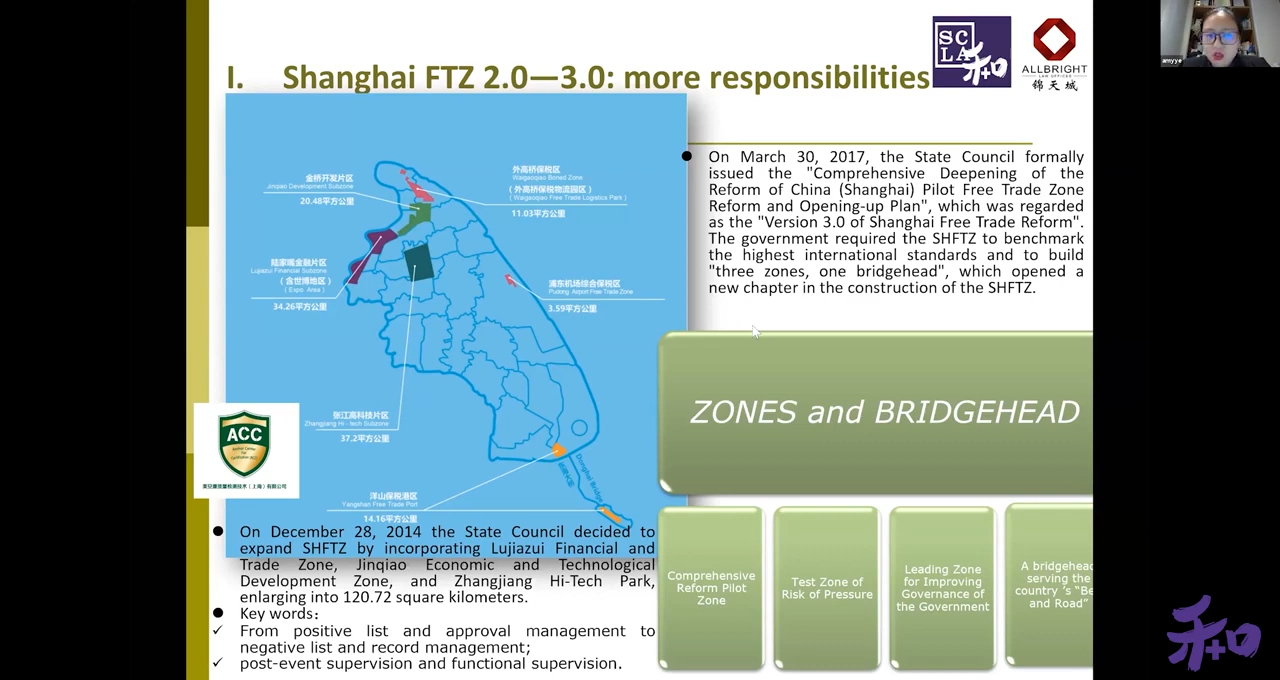 I. Shanghai FTZ 2.0—3.0: more responsibilities
SC
LA
和
ALLBRIGHT
LAW OFFICES
锦天城
amyye
金桥开发片区
Jinqiao Development Subzone
20.48平方公里
外高桥保税区
Waigaoqiao Boned Zone
(外高桥保税物流园区)
(Waigaoqiao Free Trade Logistics Park)
11.03平方公里
陆家嘴金融片区
Lujiazui Financial Subzone
(含世博地区)
(Expo Area)
34.26平方公里
浦东机场综合保税区
Pudong Airport Free Trade Zone
3.59平方公里
张江高科技片区
Zhangjiang Hi-tech Subzone
37.2平方公里
洋山保税港区
Yangshan Free Trade Port
14.16平方公里
Donghai Bridge
ACC
On March 30, 2017, the State Council formally
issued the "Comprehensive Deepening of the
Reform of China (Shanghai) Pilot Free Trade Zone
Reform and Opening-up Plan", which was regarded
as the "Version 3.0 of Shanghai Free Trade Reform".
The government required the SHFTZ to benchmark
the highest international standards and to build
"three zones, one bridgehead", which opened a
new chapter in the construction of the SHFTZ.
ZONES and BRIDGEHEAD
Comprehensive
Reform Pilot
Zone
Test Zone of
Risk of Pressure
Leading Zone
for Improving
Governance of
the Government
A bridgehead
serving the
country 's "Be
and Road"
On December 28, 2014 the State Council decided to
expand SHFTZ by incorporating Lujiazui Financial and
Trade Zone, Jinqiao Economic and Technological
Development Zone, and Zhangjiang Hi-Tech Park,
enlarging into 120.72 square kilometers.
Key words：
✓ From positive list and approval management to
negative list and record management;
✓ post-event supervision and functional supervision.
和